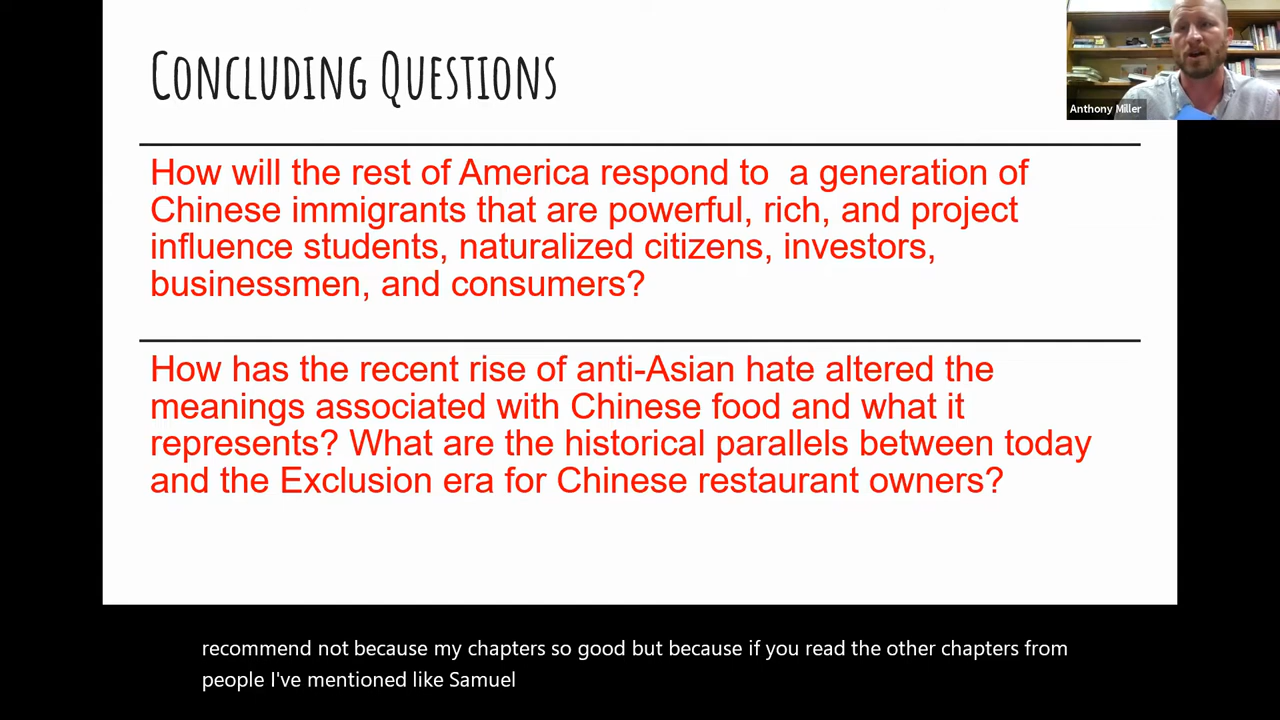 Concluding Questions
Anthony Miller
How will the rest of America respond to  a generation of
Chinese immigrants that are powerful, rich, and project
influence students, naturalized citizens, investors,
businessmen, and consumers?
How has the recent rise of anti-Asian hate altered the
meanings associated with Chinese food and what it
represents? What are the historical parallels between today
and the Exclusion era for Chinese restaurant owners?
recommend not because my chapters so good but because if you read the other chapters from
people I've mentioned like Samuel